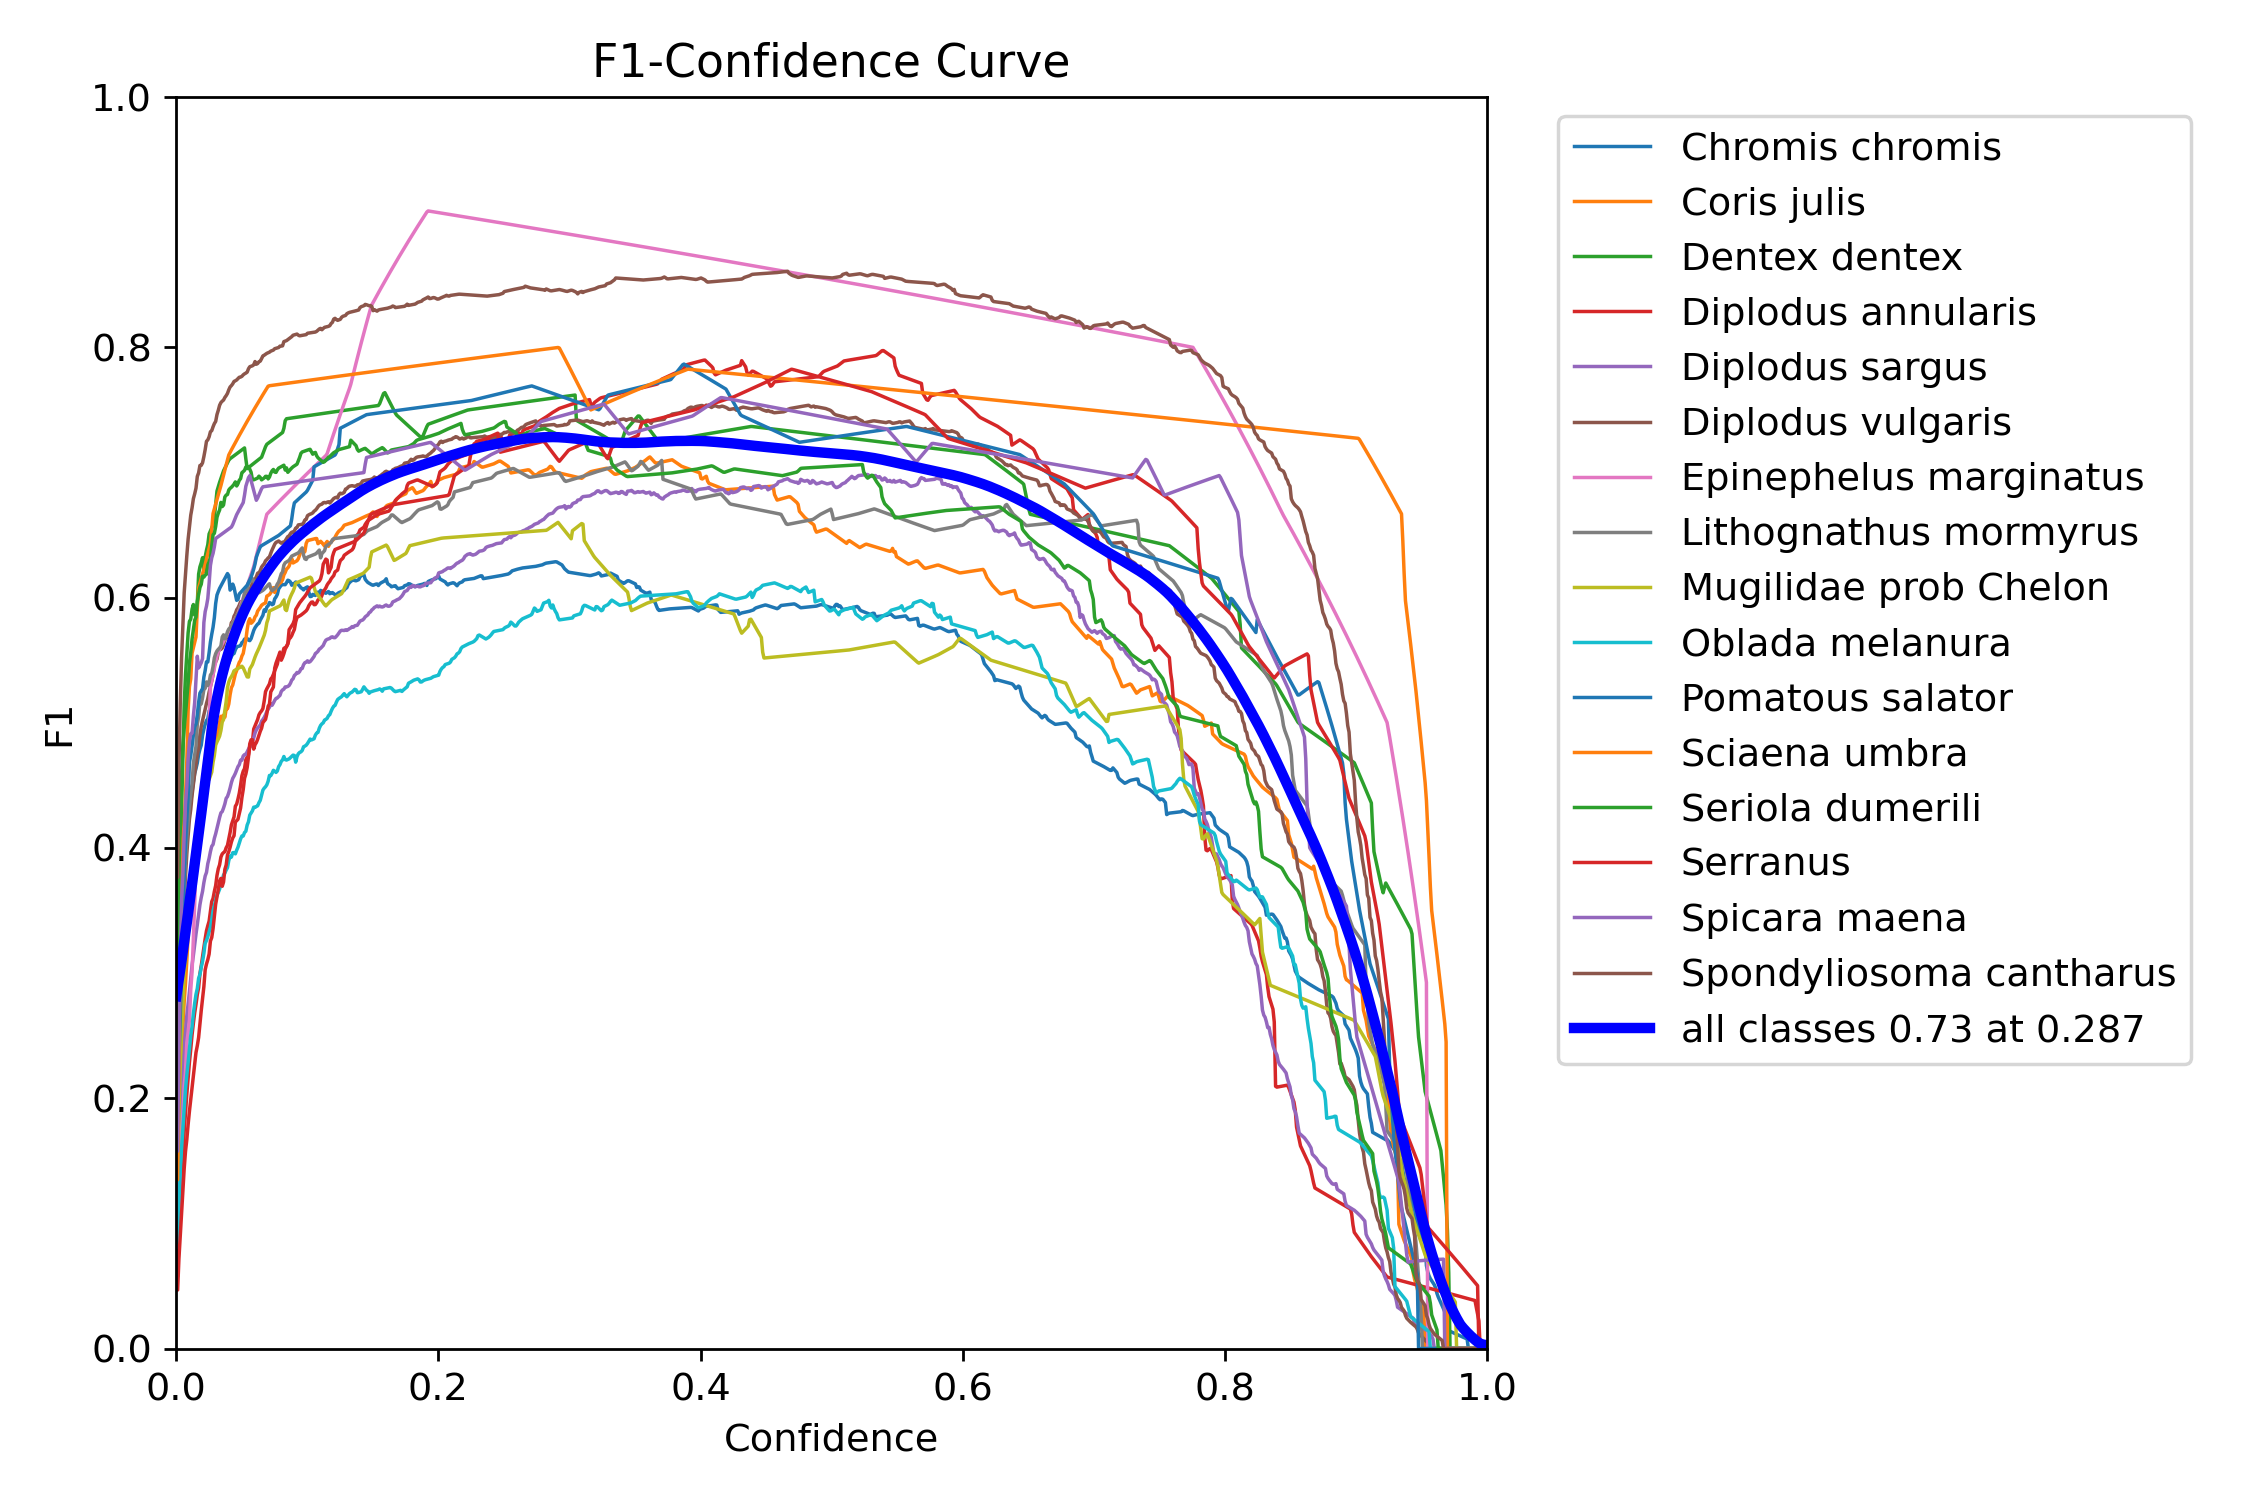 F1-Confidence Curve
1.0
0.8
0.6
0.4
0.2
0.0
F1
0.0 0.2 0.4 0.6 0.8 1.0
Confidence
Chromis chromis
Coris julis
Dentex dentex
Diplodus annularis
Diplodus sargus
Diplodus vulgaris
Epinephelus marginatus
Lithognathus mormyrus
Mugilidae prob Chelon
Oblada melanura
Pomatous salator
Sciaena umbra
Seriola dumerili
Serranus
Spicara maena
Spondyliosoma cantharus
all classes 0.73 at 0.287